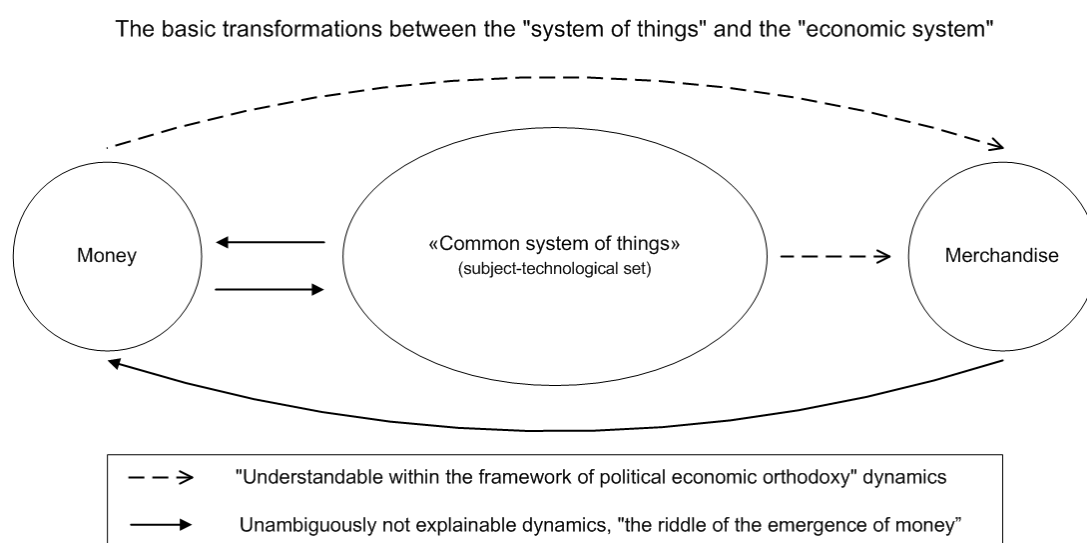 The basic transformations between the "system of things" and the "economic system"
Money
«Common system of things»
(subject-technological set)
Merchandise
"Understandable within the framework of political economic orthodoxy" dynamics
Unambiguously not explainable dynamics, "the riddle of the emergence of money”